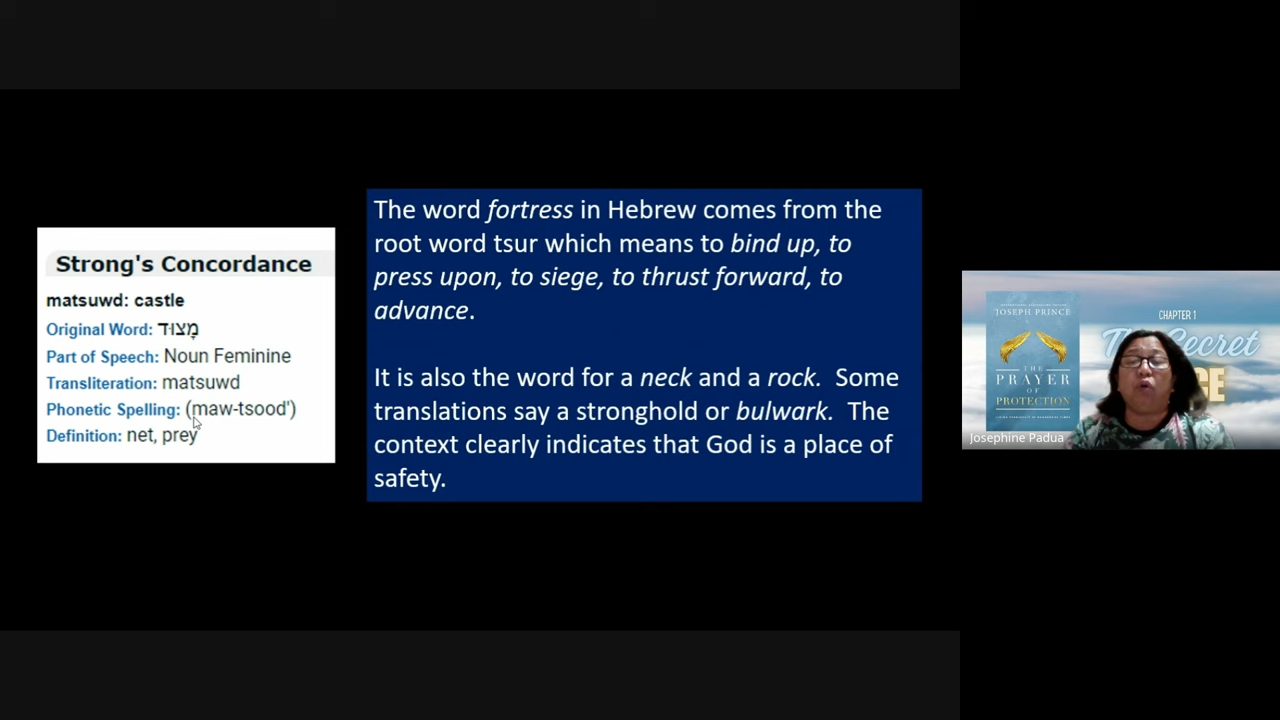 Strong's Concordance
matsuwd: castle
Original Word: מָצוּד
Part of Speech: Noun Feminine
Transliteration: matsuwd
Phonetic Spelling: (maw-tsood')
Definition: net, prey
The word fortress in Hebrew comes from the
root word tsur which means to bind up, to
press upon, to siege, to thrust forward, to
advance.
It is also the word for a neck and a rock. Some
translations say a stronghold or bulwark. The
context clearly indicates that God is a place of
safety.
JOSEPH PRINCE
THE
PRAYER
OF
PROTECTION
CHAPTER 1
The Secret
Josephine Padua